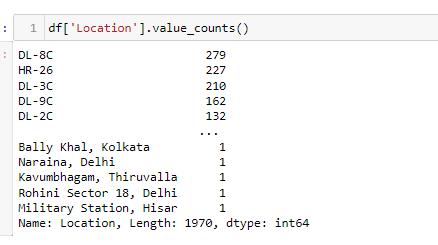 : 1 df['Location'].value_counts()
: DL-8C 279
HR-26 227
DL-3C 210
DL-9C 162
DL-2C 132
...
Bally Khal, Kolkata 1
Naraina, Delhi 1
Kavumbhagam, Thiruvalla 1
Rohini Sector 18, Delhi 1
Military Station, Hisar 1
Name: Location, Length: 1970, dtype: int64